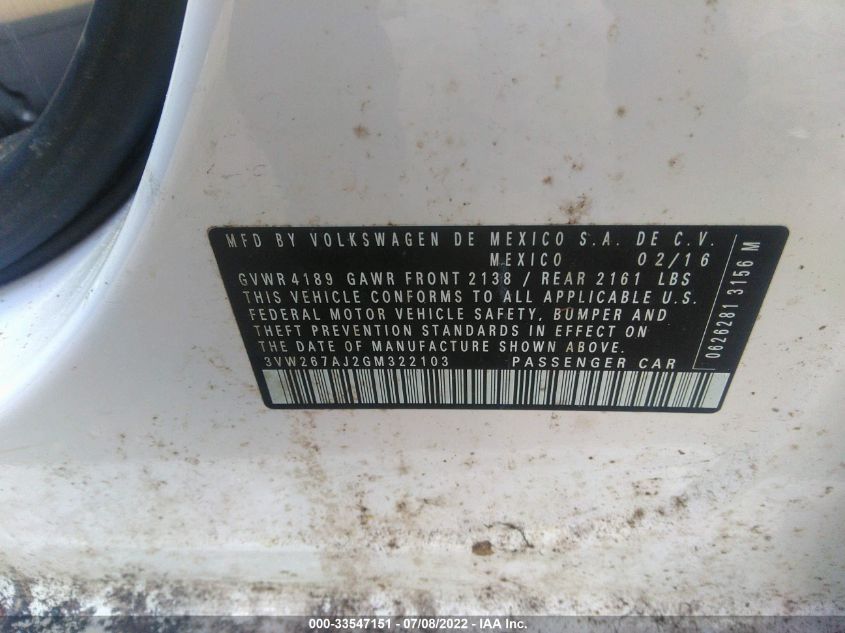 MFD BY VOLKSWAGEN DE MEXICO S.A. DE C.V.
MEXICO 02/16
GVWR 4189 GAWR FRONT 2138 / REAR 2161 LBS
THIS VEHICLE CONFORMS TO ALL APPLICABLE U.S.
FEDERAL MOTOR VEHICLE SAFETY, BUMPER AND
THEFT PREVENTION STANDARDS IN EFFECT ON
THE DATE OF MANUFACTURE SHOWN ABOVE.
3VW267AJ2GM322103 PASSENGER CAR
0626281 3156 M
000-33547151 - 07/08/2022 - IAA Inc.